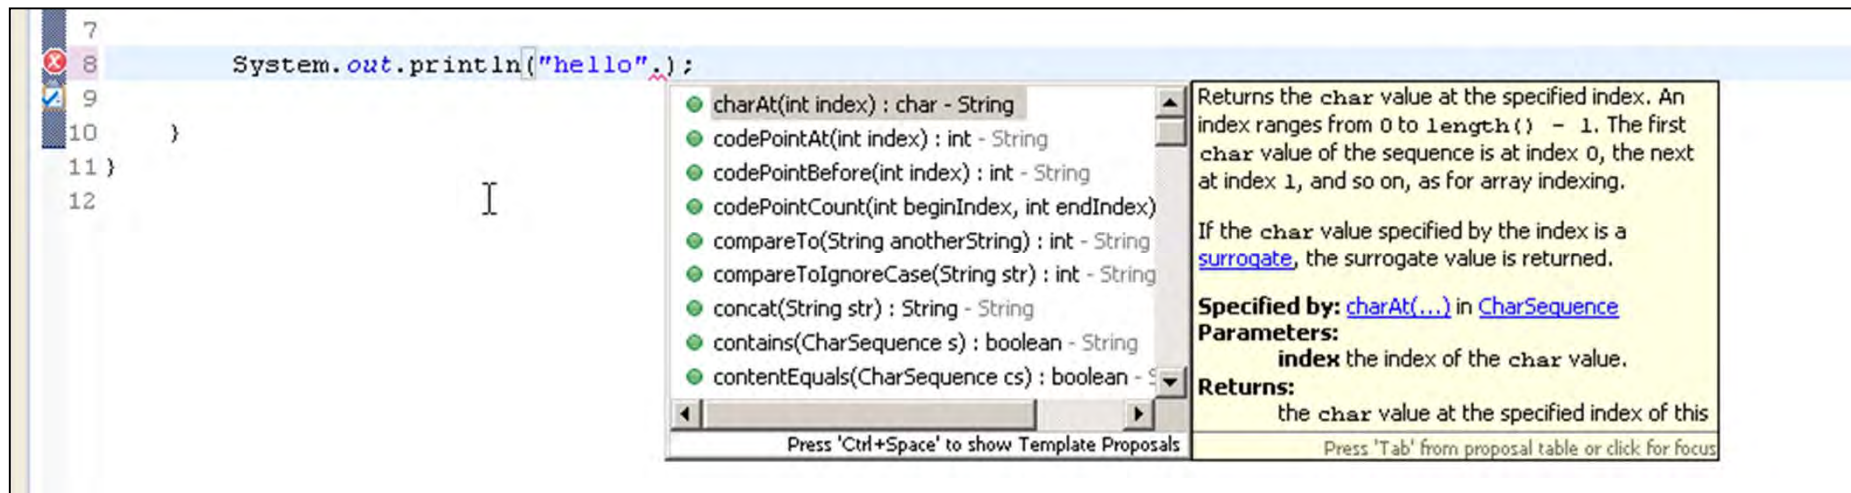 7
8 System.out.println("hello".);
9
10 }
11 }
12
charAt(int index) : char - String
codePointAt(int index) : int - String
codePointBefore(int index) : int - String
codePointCount(int beginIndex, int endIndex)
compareTo(String anotherString) : int - String
compareToIgnoreCase(String str) : int - String
concat(String str) : String - String
contains(CharSequence s) : boolean - String
contentEquals(CharSequence cs) : boolean - S
Press 'Ctrl+Space' to show Template Proposals
Returns the char value at the specified index. An
index ranges from 0 to length() - 1. The first
char value of the sequence is at index 0, the next
at index 1, and so on, as for array indexing.
If the char value specified by the index is a
surrogate, the surrogate value is returned.
Specified by: charAt(...) in CharSequence
Parameters:
index the index of the char value.
Returns:
the char value at the specified index of this
Press 'Tab' from proposal table or click for focus